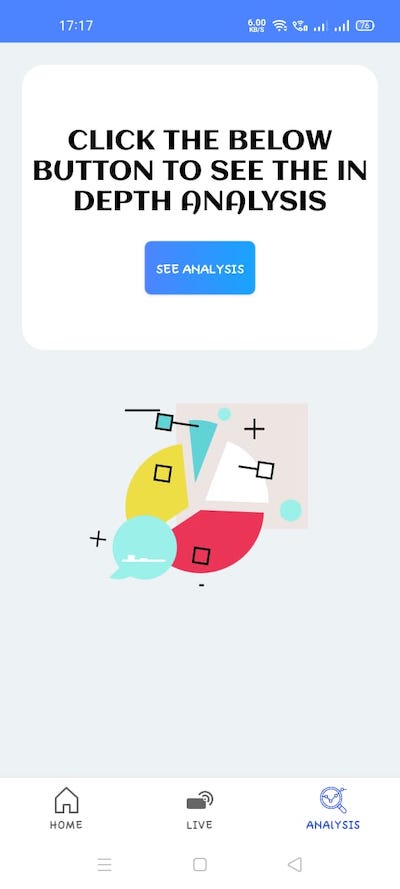 17:17
6.00
KB/S
76
CLICK THE BELOW
BUTTON TO SEE THE IN
DEPTH ANALYSIS
SEE ANALYSIS
HOME
LIVE
ANAlYSIS